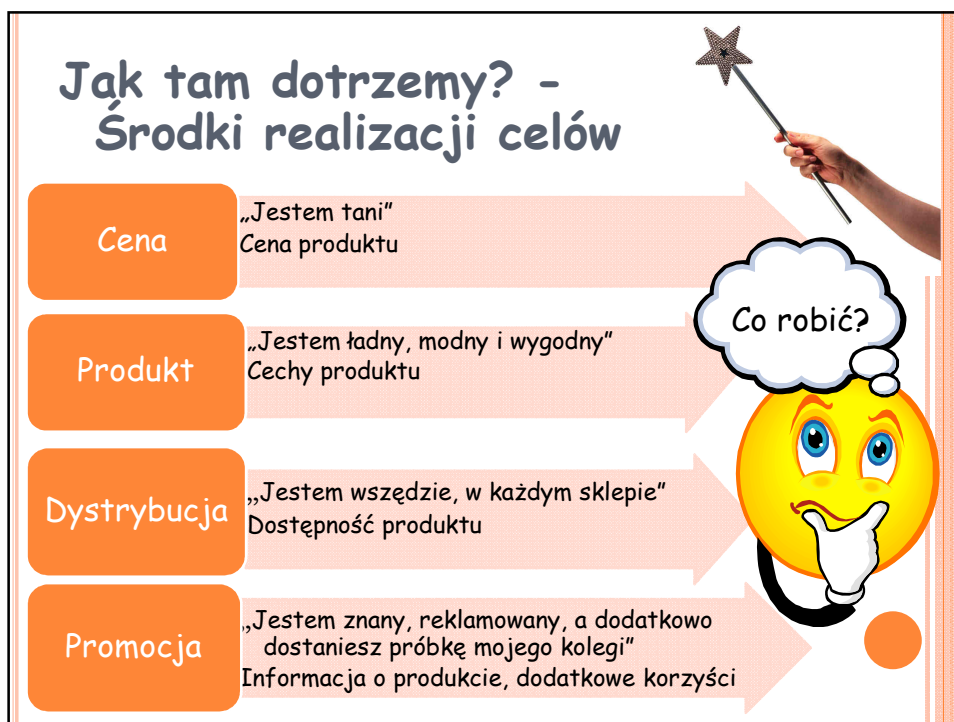 Jak tam dotrzemy? -
Środki realizacji celów
Cena
„Jestem tani”
Cena produktu
Co robić?
Produkt
„Jestem ładny, modny i wygodny”
Cechy produktu
Dystrybucja
„Jestem wszędzie, w każdym sklepie”
Dostępność produktu
Promocja
„Jestem znany, reklamowany, a dodatkowo
dostaniesz próbkę mojego kolegi”
Informacja o produkcie, dodatkowe korzyści